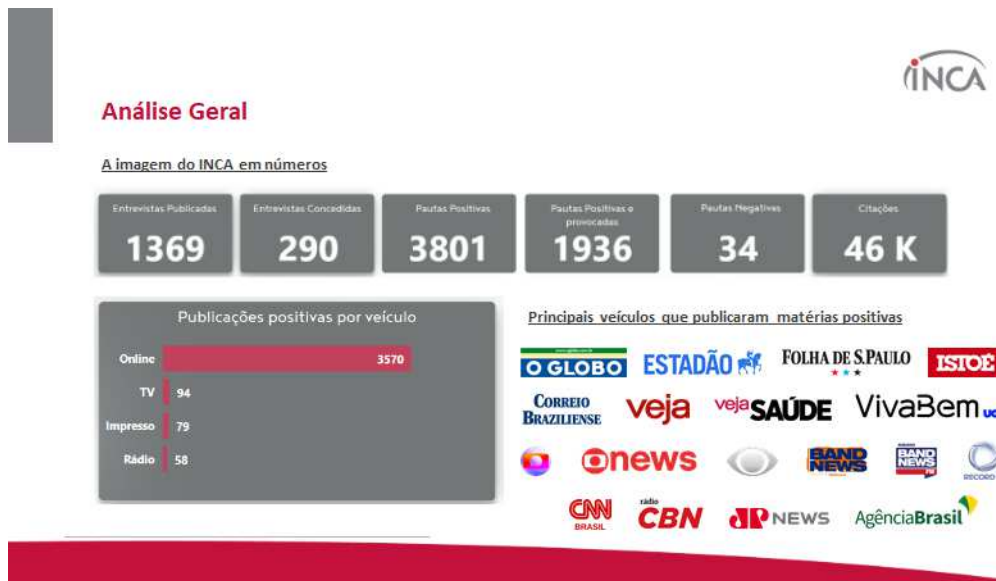 INCA
Análise Geral
A imagem do INCA em números
Entrevistas Publicadas
1369
Entrevistas Concedidas
290
Pautas Positivas
3801
Pautas Positivas e
provocadas
1936
Pautas Negativas
34
Citações
46 K
Publicações positivas por veículo
Online 3570
TV 94
Impresso 79
Rádio 58
Principais veículos que publicaram matérias positivas
O GLOBO ESTADÃO FOLHA DE S.PAULO ISTOÉ
CORREIO
BRAZILIENSE
veja
veja SAÚDE
VivaBem
news
BAND
NEWS
BAND
NEWS
FM
RECORD
CNN
BRASIL
rádio
CBN
JP NEWS
AgênciaBrasil